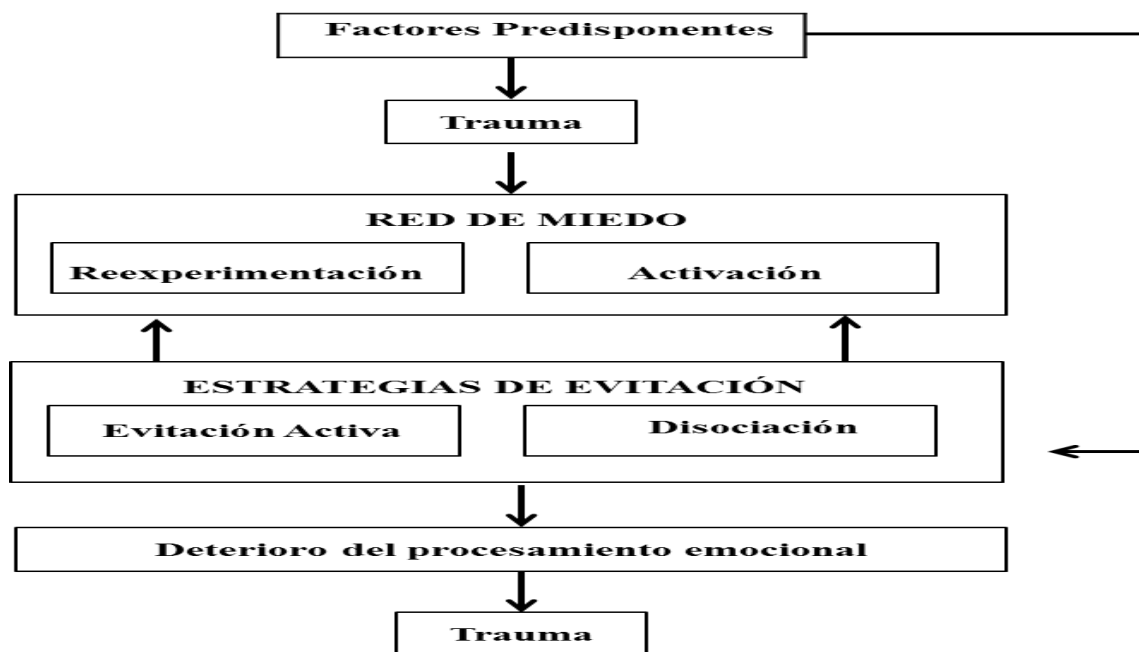 Factores Predisponentes
Trauma
RED DE MIEDO
Reexperimentación
Activación
ESTRATEGIAS DE EVITACIÓN
Evitación Activa
Disociación
Deterioro del procesamiento emocional
Trauma